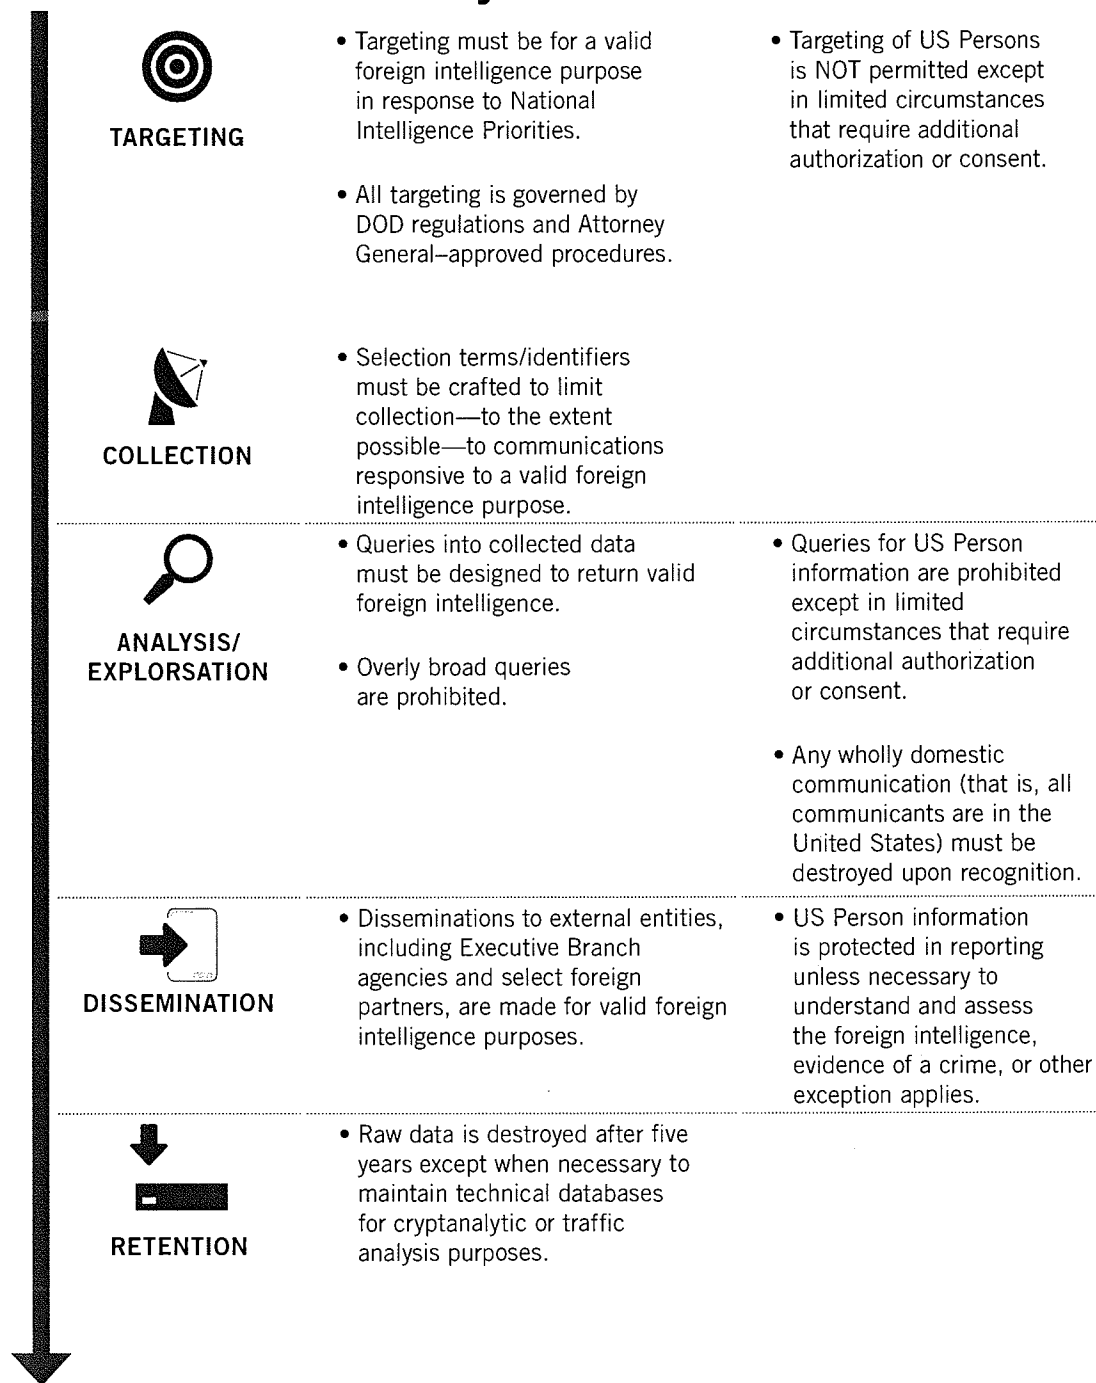 TARGETING
• Targeting must be for a valid
foreign intelligence purpose
in response to National
Intelligence Priorities.
• All targeting is governed by
DOD regulations and Attorney
General–approved procedures.
• Targeting of US Persons
is NOT permitted except
in limited circumstances
that require additional
authorization or consent.
COLLECTION
• Selection terms/identifiers
must be crafted to limit
collection—to the extent
possible—to communications
responsive to a valid foreign
intelligence purpose.
ANALYSIS/
EXPLORSATION
• Queries into collected data
must be designed to return valid
foreign intelligence.
• Overly broad queries
are prohibited.
• Queries for US Person
information are prohibited
except in limited
circumstances that require
additional authorization
or consent.
• Any wholly domestic
communication (that is, all
communicants are in the
United States) must be
destroyed upon recognition.
DISSEMINATION
• Disseminations to external entities,
including Executive Branch
agencies and select foreign
partners, are made for valid foreign
intelligence purposes.
• US Person information
is protected in reporting
unless necessary to
understand and assess
the foreign intelligence,
evidence of a crime, or other
exception applies.
RETENTION
• Raw data is destroyed after five
years except when necessary to
maintain technical databases
for cryptanalytic or traffic
analysis purposes.